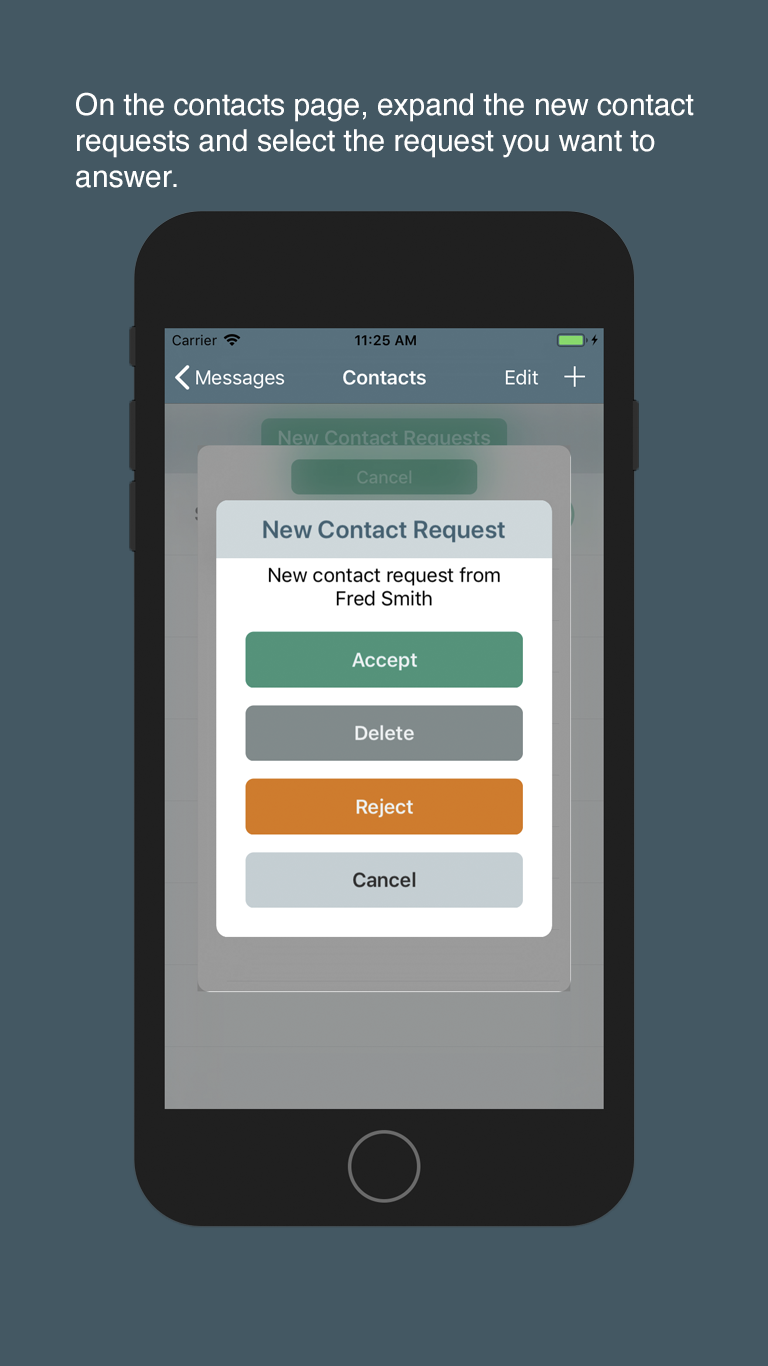 On the contacts page, expand the new contact
requests and select the request you want to
answer.
Carrier 11:25 AM
Messages Contacts Edit +
New Contact Requests
Cancel
New Contact Request
New contact request from
Fred Smith
Accept
Delete
Reject
Cancel